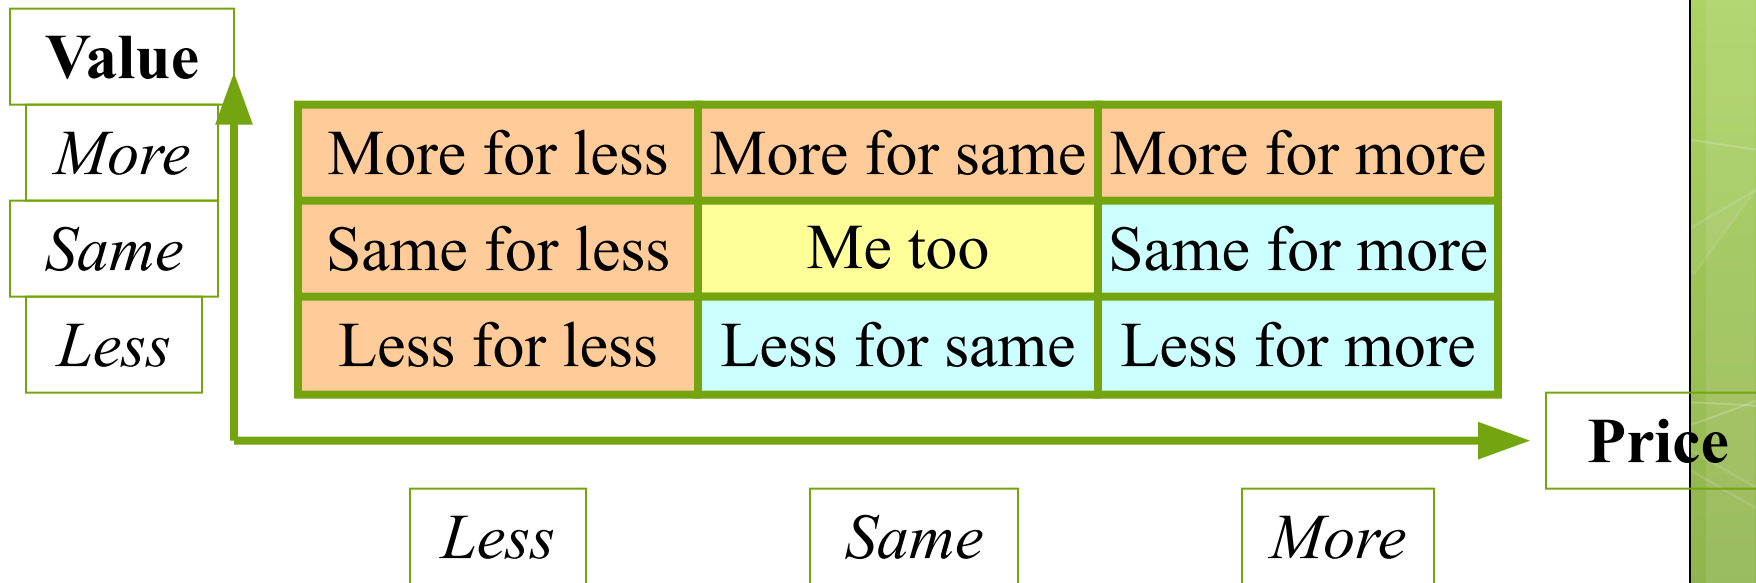 Value
More
More for less More for same More for more
Same
Same for less Me too Same for more
Less
Less for less Less for same Less for more
Price
Less Same More